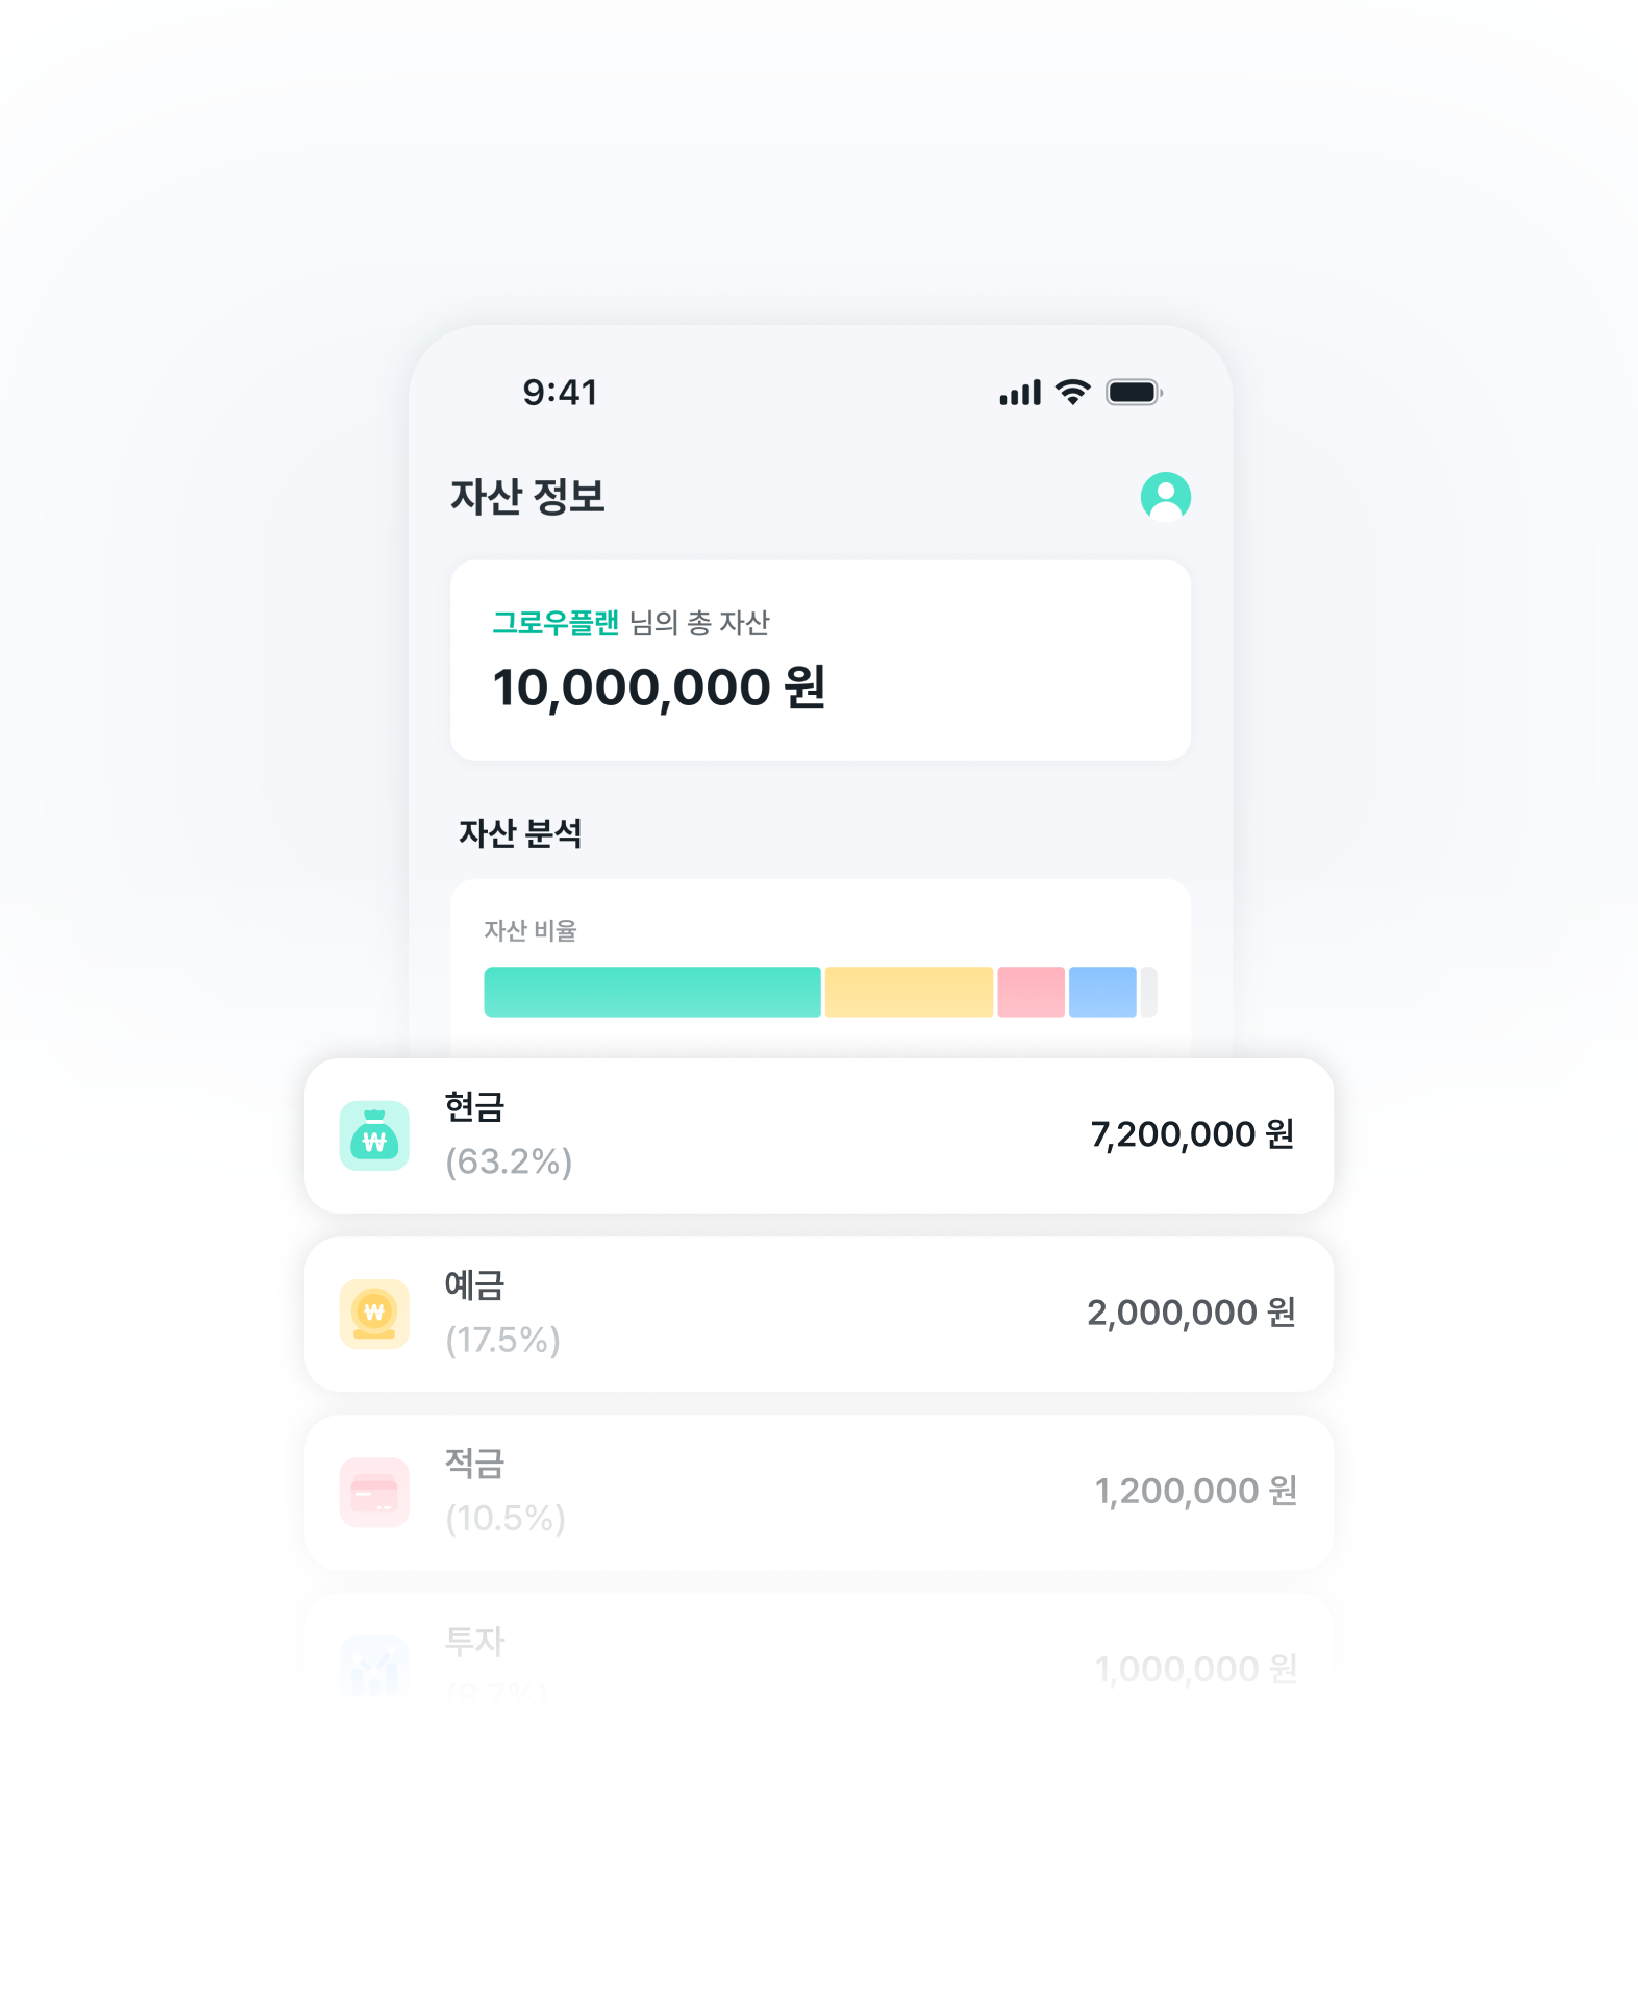 9:41
자산 정보
그로우플랜 님의 총 자산
10,000,000 원
자산 분석
자산 비율
현금
(63.2%)
7,200,000 원
예금
(17.5%)
2,000,000 원
적금
(10.5%)
1,200,000 원
투자
(8.7%)
1,000,000 원